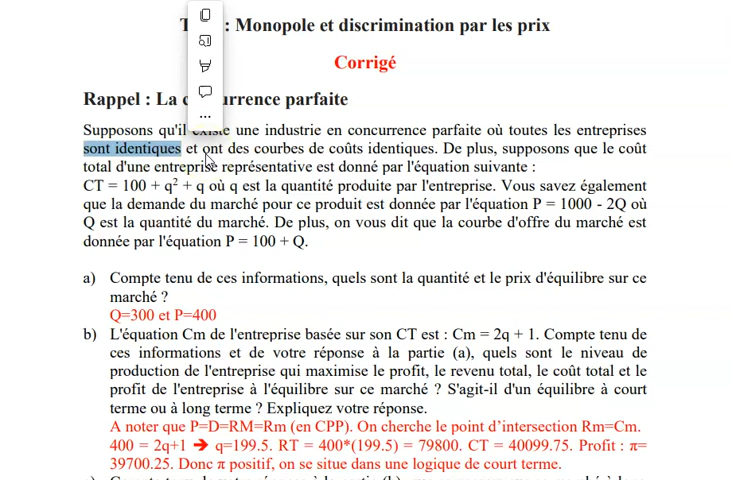 : Monopole et discrimination par les prix
Corrigé
Rappel : La c urrence parfaite
Supposons qu'il existe une industrie en concurrence parfaite où toutes les entreprises
sont identiques et ont des courbes de coûts identiques. De plus, supposons que le coût
total d'une entreprise représentative est donné par l'équation suivante :
CT = 100 + q² + q où q est la quantité produite par l'entreprise. Vous savez également
que la demande du marché pour ce produit est donnée par l'équation P = 1000 - 2Q où
Q est la quantité du marché. De plus, on vous dit que la courbe d'offre du marché est
donnée par l'équation P = 100 + Q.
a) Compte tenu de ces informations, quels sont la quantité et le prix d'équilibre sur ce
marché ?
Q=300 et P=400
b) L'équation Cm de l'entreprise basée sur son CT est : Cm = 2q + 1. Compte tenu de
ces informations et de votre réponse à la partie (a), quels sont le niveau de
production de l'entreprise qui maximise le profit, le revenu total, le coût total et le
profit de l'entreprise à l'équilibre sur ce marché ? S'agit-il d'un équilibre à court
terme ou à long terme ? Expliquez votre réponse.
A noter que P=D=RM=Rm (en CPP). On cherche le point d'intersection Rm=Cm.
400 = 2q+1 ➔ q=199.5. RT = 400*(199.5) = 79800. CT = 40099.75. Profit : π=
39700.25. Donc π positif, on se situe dans une logique de court terme.